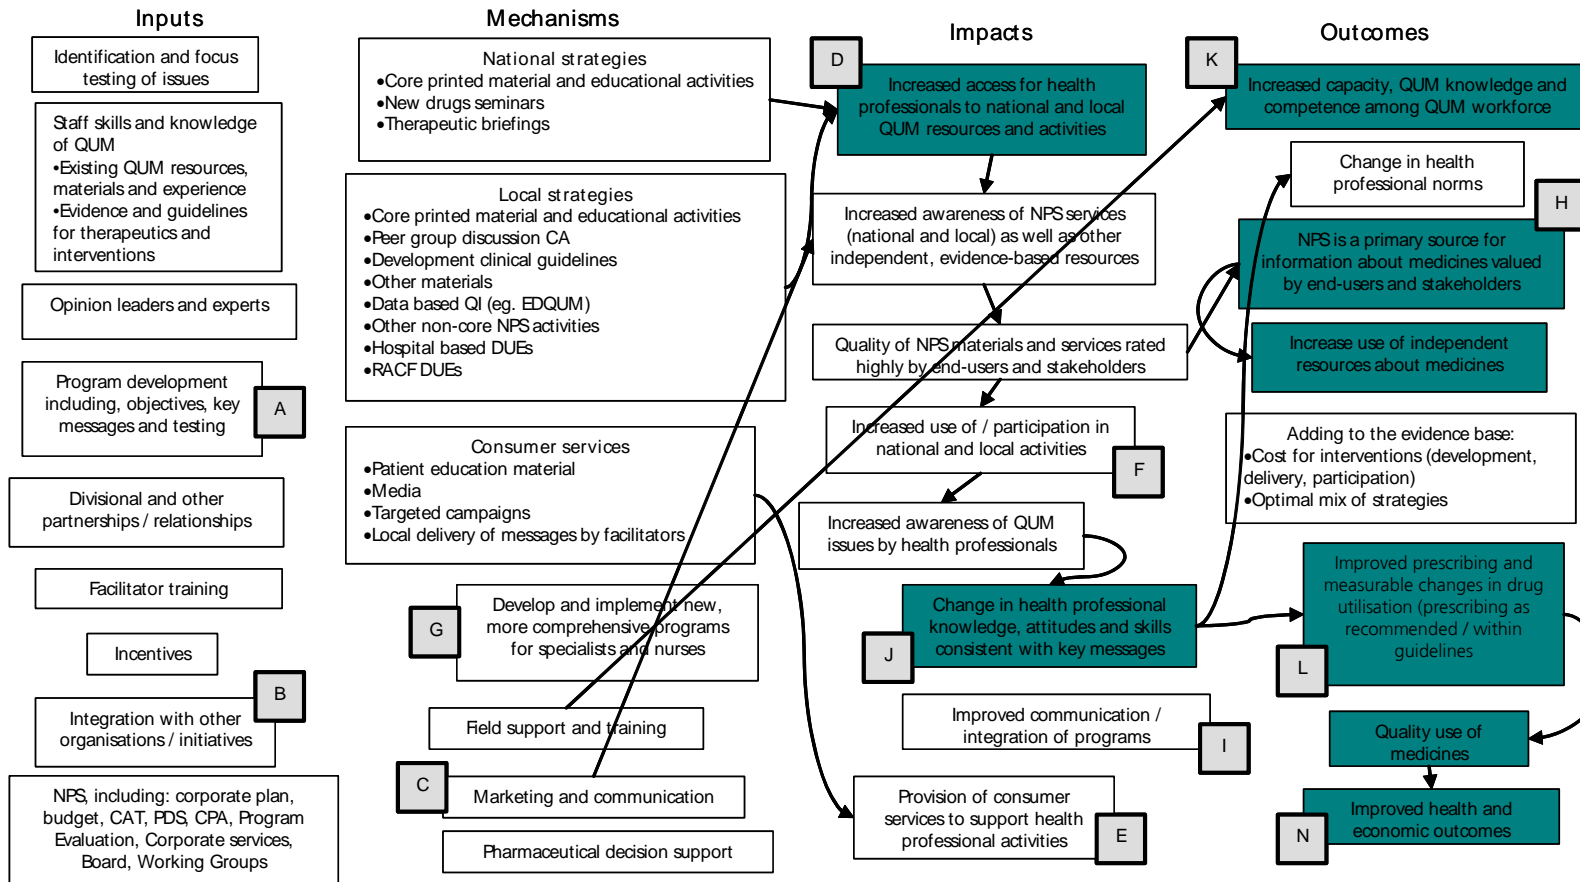 Inputs
Identification and focus
testing of issues
Staff skills and knowledge
of QUM
•Existing QUM resources,
materials and experience
•Evidence and guidelines
for therapeutics and
interventions
Opinion leaders and experts
Program development
including, objectives, key
messages and testing
A
Divisional and other
partnerships / relationships
Facilitator training
Incentives
B
Integration with other
organisations / initiatives
NPS, including: corporate plan,
budget, CAT, PDS, CPA, Program
Evaluation, Corporate services,
Board, Working Groups
Mechanisms
National strategies
•Core printed material and educational activities
•New drugs seminars
•Therapeutic briefings
Local strategies
•Core printed material and educational activities
•Peer group discussion CA
•Development clinical guidelines
•Other materials
•Data based QI (eg. EDQUM)
•Other non-core NPS activities
•Hospital based DUEs
•RACF DUEs
Consumer services
•Patient education material
•Media
•Targeted campaigns
•Local delivery of messages by facilitators
G
Develop and implement new,
more comprehensive programs
for specialists and nurses
Field support and training
C
Marketing and communication
Pharmaceutical decision support
Impacts
D
Increased access for health
professionals to national and local
QUM resources and activities
Increased awareness of NPS services
(national and local) as well as other
independent, evidence-based resources
Quality of NPS materials and services rated
highly by end-users and stakeholders
Increased use of / participation in
national and local activities
F
Increased awareness of QUM
issues by health professionals
Change in health professional
knowledge, attitudes and skills
consistent with key messages
J
Improved communication /
integration of programs
I
Provision of consumer
services to support health
professional activities
E
Outcomes
K
Increased capacity, QUM knowledge and
competence among QUM workforce
Change in health
professional norms
H
NPS is a primary source for
information about medicines valued
by end-users and stakeholders
Increase use of independent
resources about medicines
Adding to the evidence base:
•Cost for interventions (development,
delivery, participation)
•Optimal mix of strategies
Improved prescribing and
measurable changes in drug
utilisation (prescribing as
recommended / within
guidelines
L
Quality use of
medicines
Improved health and
economic outcomes
N